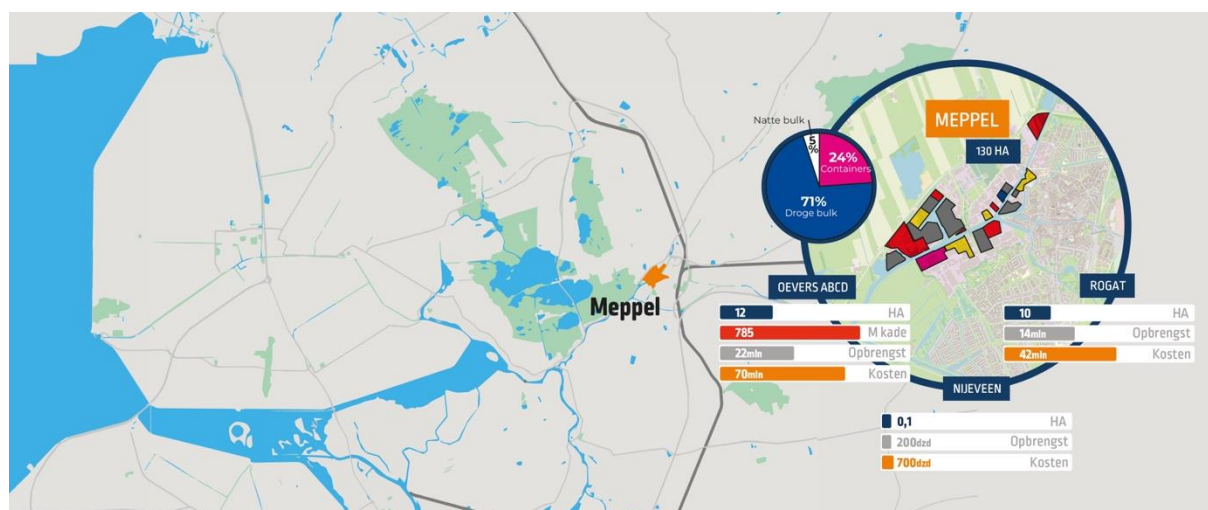 Meppel
MEPPEL
130 HA
Natte bulk
5
%
24%
Containers
71%
Droge bulk
OEVERS ABCD
12 HA
785 M kade
22mln Opbrengst
70mln Kosten
ROGAT
10 HA
14mln Opbrengst
42mln Kosten
NIJEVEEN
0,1 HA
200dzd Opbrengst
700dzd Kosten